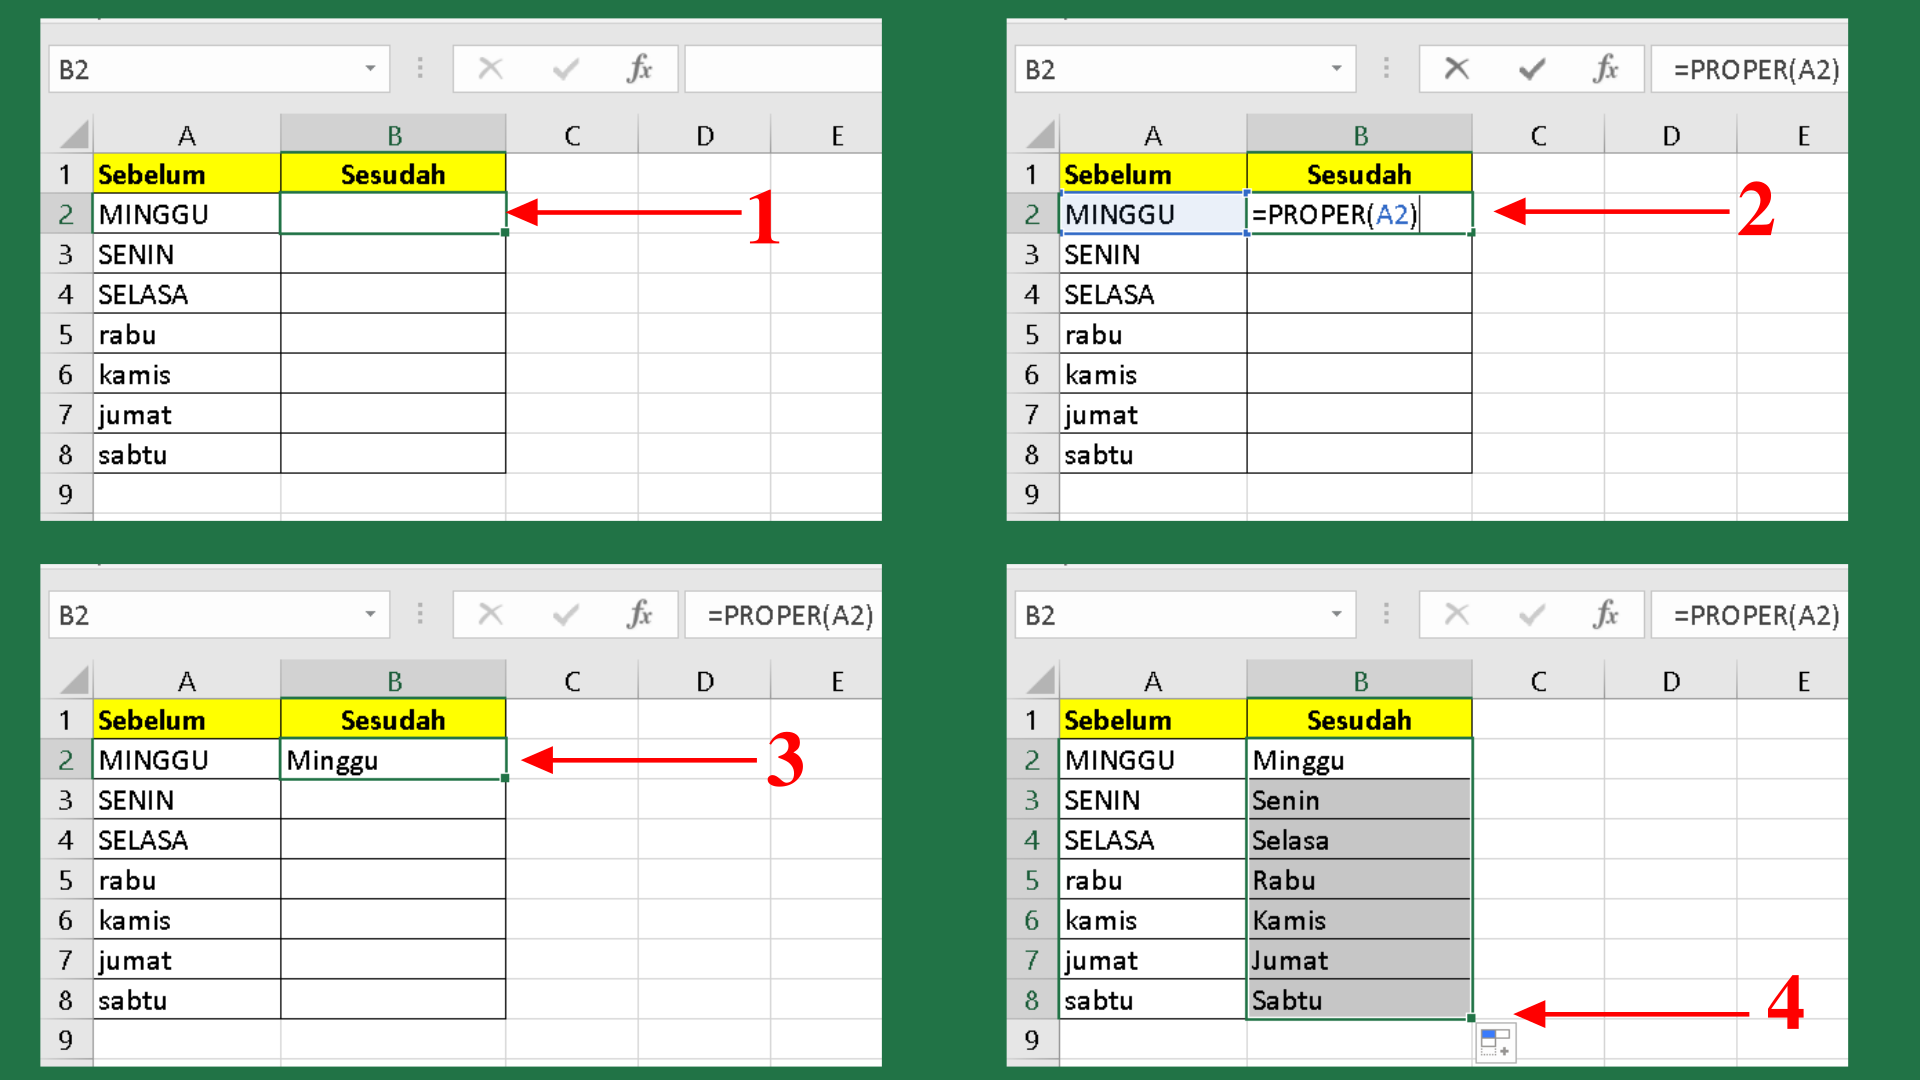 B2 fx
A B C D E
1 Sebelum Sesudah
2 MINGGU
3 SENIN
4 SELASA
5 rabu
6 kamis
7 jumat
8 sabtu
9
1
B2 fx =PROPER(A2)
A B C D E
1 Sebelum Sesudah
2 MINGGU =PROPER(A2)
3 SENIN
4 SELASA
5 rabu
6 kamis
7 jumat
8 sabtu
9
2
B2 fx =PROPER(A2)
A B C D E
1 Sebelum Sesudah
2 MINGGU Minggu
3 SENIN
4 SELASA
5 rabu
6 kamis
7 jumat
8 sabtu
9
3
B2 fx =PROPER(A2)
A B C D E
1 Sebelum Sesudah
2 MINGGU Minggu
3 SENIN Senin
4 SELASA Selasa
5 rabu Rabu
6 kamis Kamis
7 jumat Jumat
8 sabtu Sabtu
9
4